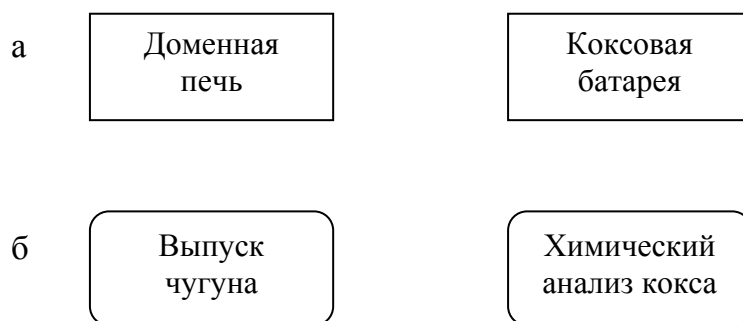 а
Доменная
печь
Коксовая
батарея
б
Выпуск
чугуна
Химический
анализ кокса